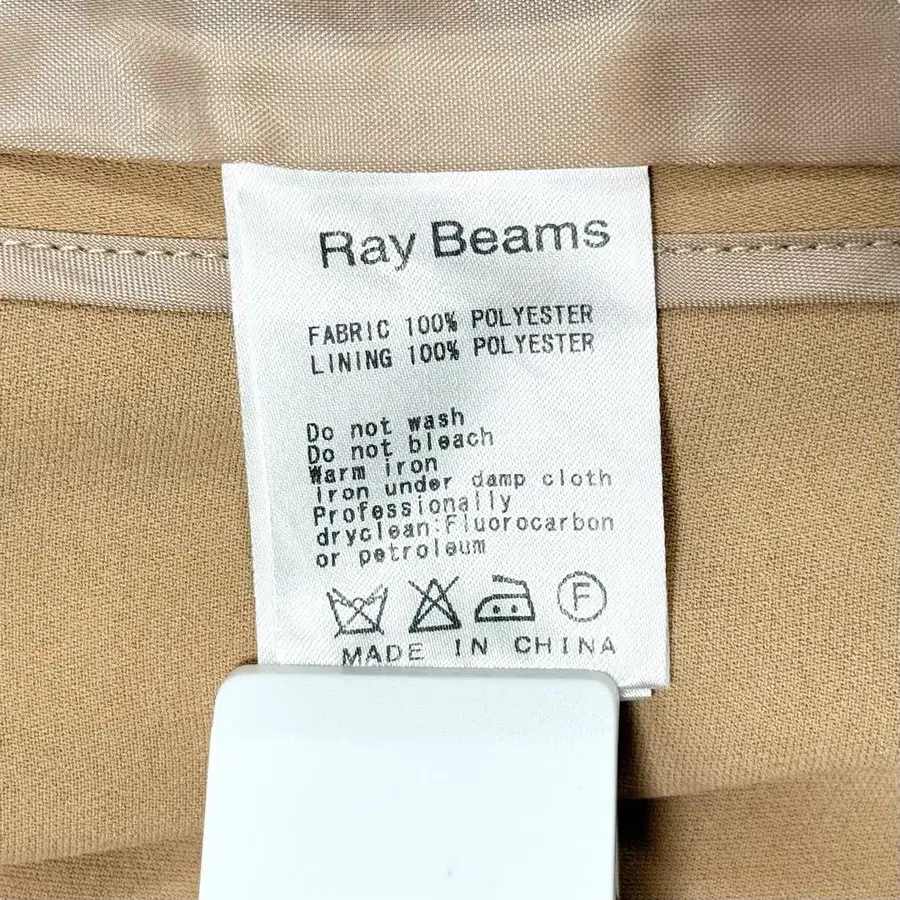 Ray Beams
FABRIC 100% POLYESTER
LINING 100% POLYESTER
Do not wash
Do not bleach
Warm iron
iron under damp cloth
Professionally
dryclean:Fluorocarbon
or petroleum
F
MADE IN CHINA